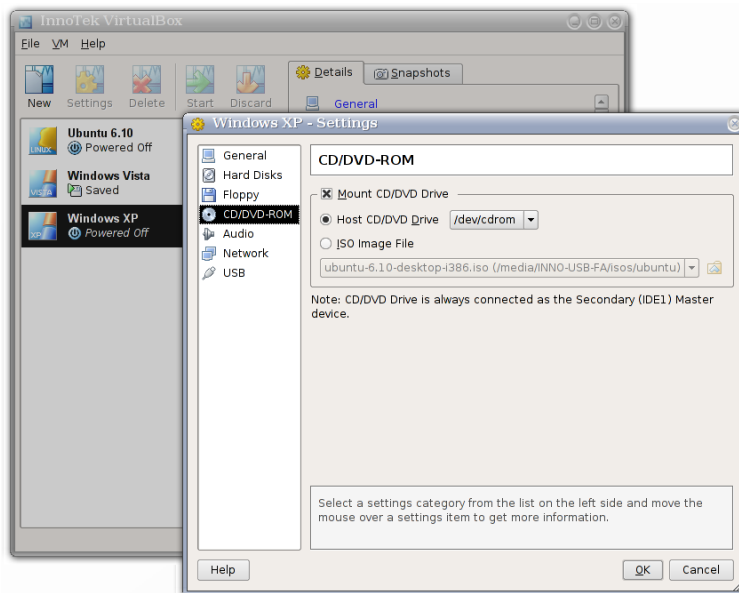 InnoTek VirtualBox
File VM Help
New Settings Delete Start Discard
Details Snapshots
General
Ubuntu 6.10
Powered Off
LINUX
Windows Vista
Saved
VISTA
Windows XP
Powered Off
XP
Windows XP - Settings
General
Hard Disks
Floppy
CD/DVD-ROM
Audio
Network
USB
CD/DVD-ROM
Mount CD/DVD Drive
Host CD/DVD Drive /dev/cdrom
ISO Image File
ubuntu-6.10-desktop-i386.iso (/media/INNO-USB-FA/isos/ubuntu)
Note: CD/DVD Drive is always connected as the Secondary (IDE1) Master
device.
Select a settings category from the list on the left side and move the
mouse over a settings item to get more information.
Help OK Cancel